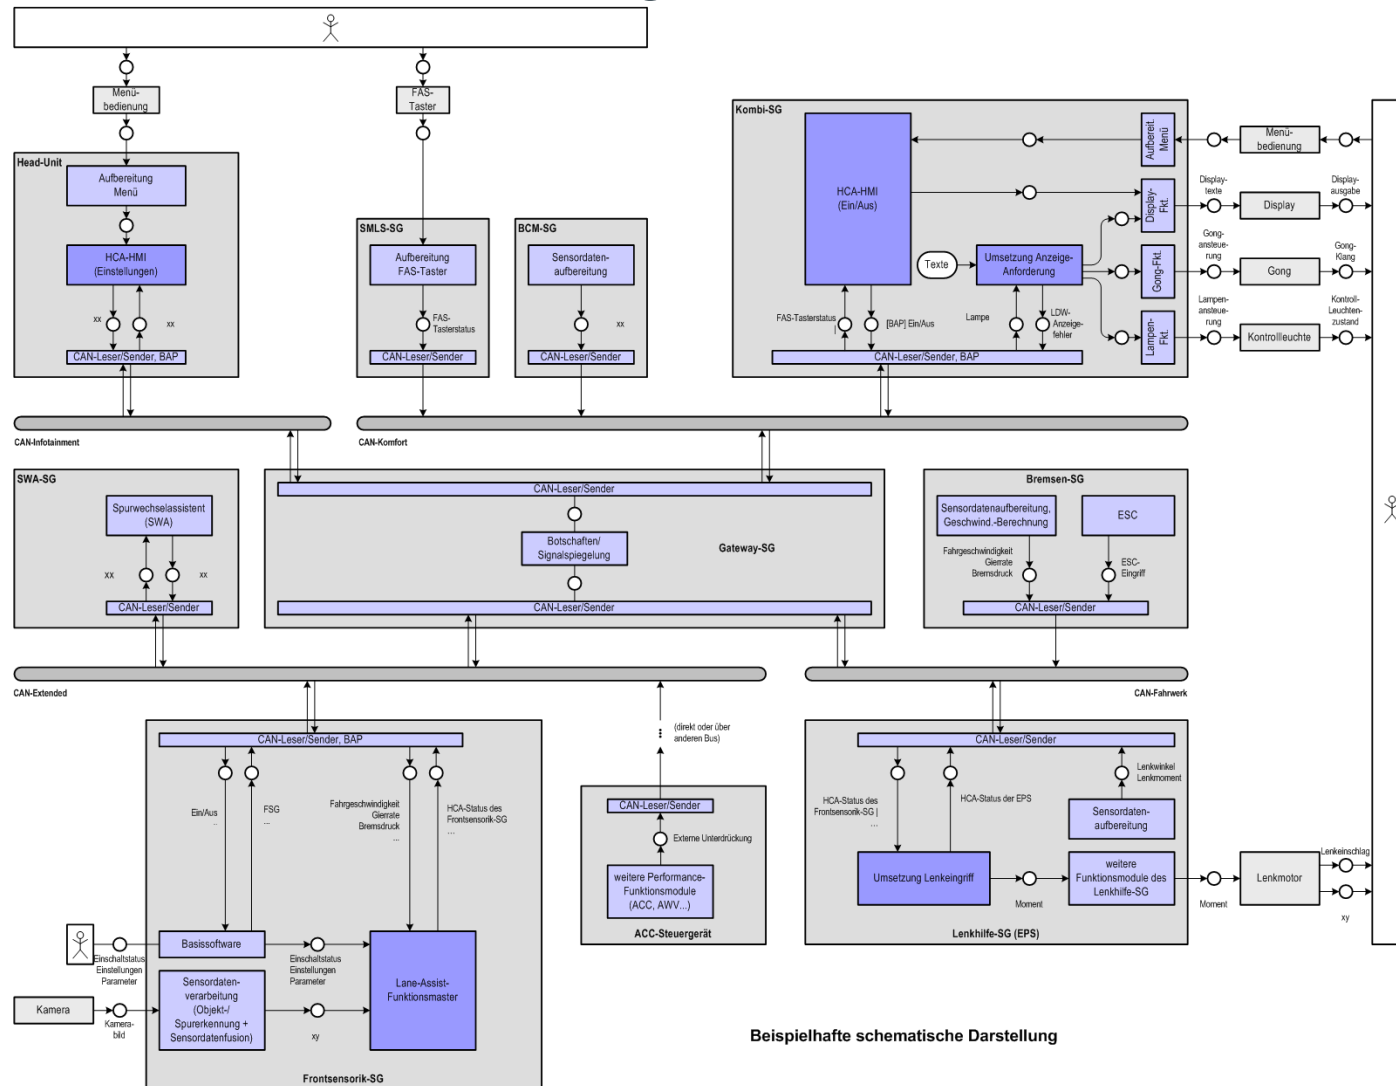 Menü-
bedienung
FAS-
Taster
Head-Unit
Aufbereitung
Menü
HCA-HMI
(Einstellungen)
xx
xx
CAN-Leser/Sender, BAP
SMLS-SG
Aufbereitung
FAS-Taster
FAS-
Tasterstatus
CAN-Leser/Sender
BCM-SG
Sensordaten-
aufbereitung
xx
CAN-Leser/Sender
Kombi-SG
HCA-HMI
(Ein/Aus)
Aufbereit.
Menü
Display-
Fkt.
Gong-Fkt.
Lampen-
Fkt.
Texte
Umsetzung Anzeige-
Anforderung
FAS-Tasterstatus
|
[BAP] Ein/Aus
Lampe
LDW-
Anzeige-
fehler
CAN-Leser/Sender, BAP
Menü-
bedienung
Display-
texte
Display
Display-
ausgabe
Gong-
ansteue-
rung
Gong
Gong-
Klang
Lampen-
ansteue-
rung
Kontrollleuchte
Kontroll-
Leuchten-
zustand
CAN-Infotainment
CAN-Komfort
SWA-SG
Spurwechselassistent
(SWA)
xx
xx
CAN-Leser/Sender
CAN-Leser/Sender
Botschaften/
Signalspiegelung
Gateway-SG
CAN-Leser/Sender
Bremsen-SG
Sensordatenaufbereitung,
Geschwind.-Berechnung
ESC
Fahrgeschwindigkeit
Gierrate
Bremsdruck
ESC-
Eingriff
CAN-Leser/Sender
CAN-Extended
CAN-Fahrwerk
CAN-Leser/Sender, BAP
Ein/Aus
..
FSG
...
Fahrgeschwindigkeit
Gierrate
Bremsdruck
...
HCA-Status des
Frontsensorik-SG
...
Basissoftware
Einschaltstatus
Einstellungen
Parameter
Einschaltstatus
Einstellungen
Parameter
Lane-Assist-
Funktionsmaster
Kamera
Kamera-
bild
Sensordaten-
verarbeitung
(Objekt-/
Spurerkennung +
Sensordatenfusion)
xy
Frontsensorik-SG
(direkt oder über
anderen Bus)
CAN-Leser/Sender
Externe Unterdrückung
weitere Performance-
Funktionsmodule
(ACC, AWV...)
ACC-Steuergerät
CAN-Leser/Sender
HCA-Status des
Frontsensorik-SG |
...
HCA-Status der EPS
Lenkwinkel
Lenkmoment
Sensordaten-
aufbereitung
Umsetzung Lenkeingriff
Moment
weitere
Funktionsmodule des
Lenkhilfe-SG
Moment
Lenkmotor
Lenkeinschlag
xy
Lenkhilfe-SG (EPS)
Beispielhafte schematische Darstellung